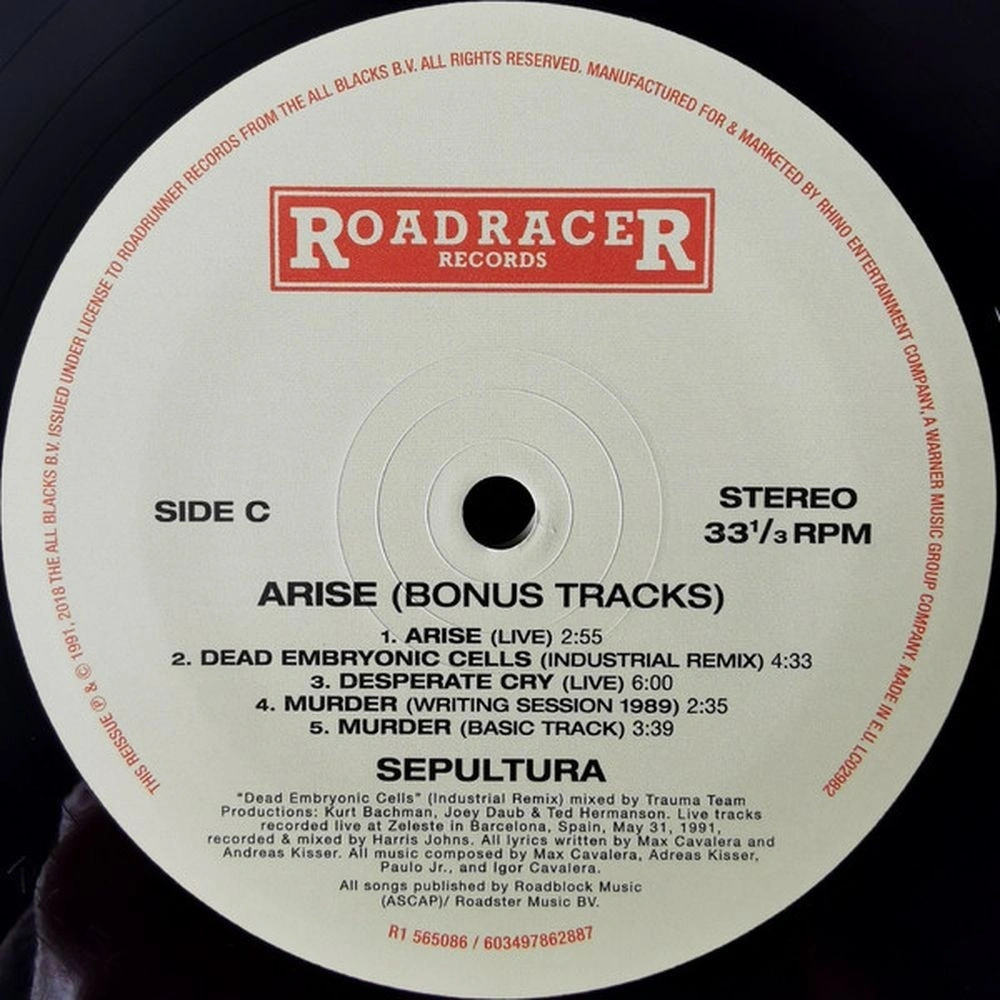 THIS REISSUE ℗ & © 1991, 2018 THE ALL BLACKS B.V. ISSUED UNDER LICENSE TO ROADRUNNER RECORDS FROM THE ALL BLACKS B.V. ALL RIGHTS RESERVED. MANUFACTURED FOR & MARKETED BY RHINO ENTERTAINMENT COMPANY, A WARNER MUSIC GROUP COMPANY. MADE IN E.U. LC02982
ROADRACER
RECORDS
SIDE C
STEREO
33⅓ RPM
ARISE (BONUS TRACKS)
1. ARISE (LIVE) 2:55
2. DEAD EMBRYONIC CELLS (INDUSTRIAL REMIX) 4:33
3. DESPERATE CRY (LIVE) 6:00
4. MURDER (WRITING SESSION 1989) 2:35
5. MURDER (BASIC TRACK) 3:39
SEPULTURA
"Dead Embryonic Cells" (Industrial Remix) mixed by Trauma Team
Productions: Kurt Bachman, Joey Daub & Ted Hermanson. Live tracks
recorded live at Zeleste in Barcelona, Spain, May 31, 1991,
recorded & mixed by Harris Johns. All lyrics written by Max Cavalera and
Andreas Kisser. All music composed by Max Cavalera, Adreas Kisser,
Paulo Jr., and Igor Cavalera.
All songs published by Roadblock Music
(ASCAP)/ Roadster Music BV.
R1 565086 / 603497862887